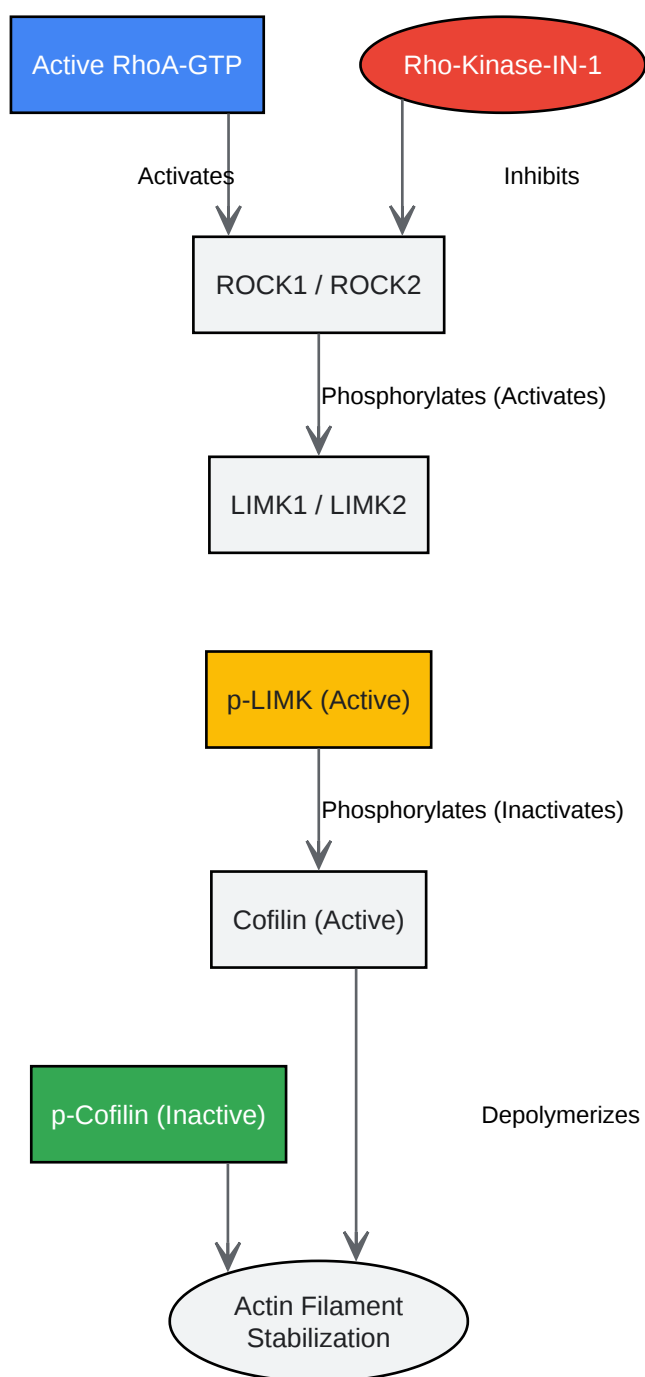 Active RhoA-GTP
Rho-Kinase-IN-1
Activates
Inhibits
ROCK1 / ROCK2
Phosphorylates (Activates)
LIMK1 / LIMK2
p-LIMK (Active)
Phosphorylates (Inactivates)
Cofilin (Active)
p-Cofilin (Inactive)
Depolymerizes
Actin Filament
Stabilization